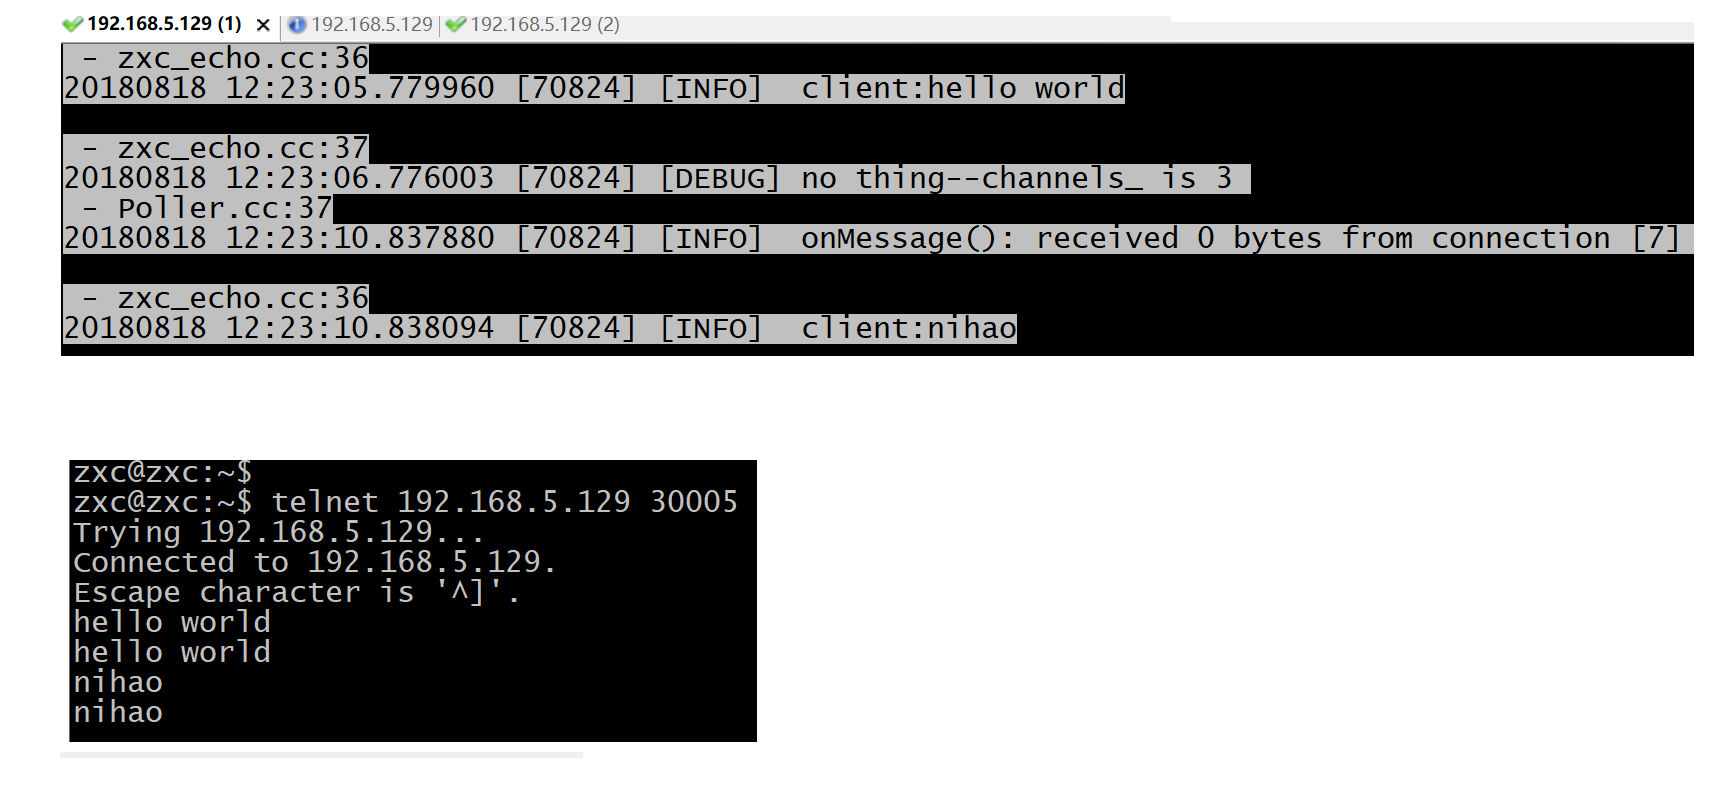 192.168.5.129 (1) × 192.168.5.129 192.168.5.129 (2)
- zxc_echo.cc:36
20180818 12:23:05.779960 [70824] [INFO] client:hello world
- zxc_echo.cc:37
20180818 12:23:06.776003 [70824] [DEBUG] no thing--channels_ is 3
- Poller.cc:37
20180818 12:23:10.837880 [70824] [INFO] onMessage(): received 0 bytes from connection [7]
- zxc_echo.cc:36
20180818 12:23:10.838094 [70824] [INFO] client:nihao
zxc@zxc:~$
zxc@zxc:~$ telnet 192.168.5.129 30005
Trying 192.168.5.129...
Connected to 192.168.5.129.
Escape character is '^]'.
hello world
hello world
nihao
nihao